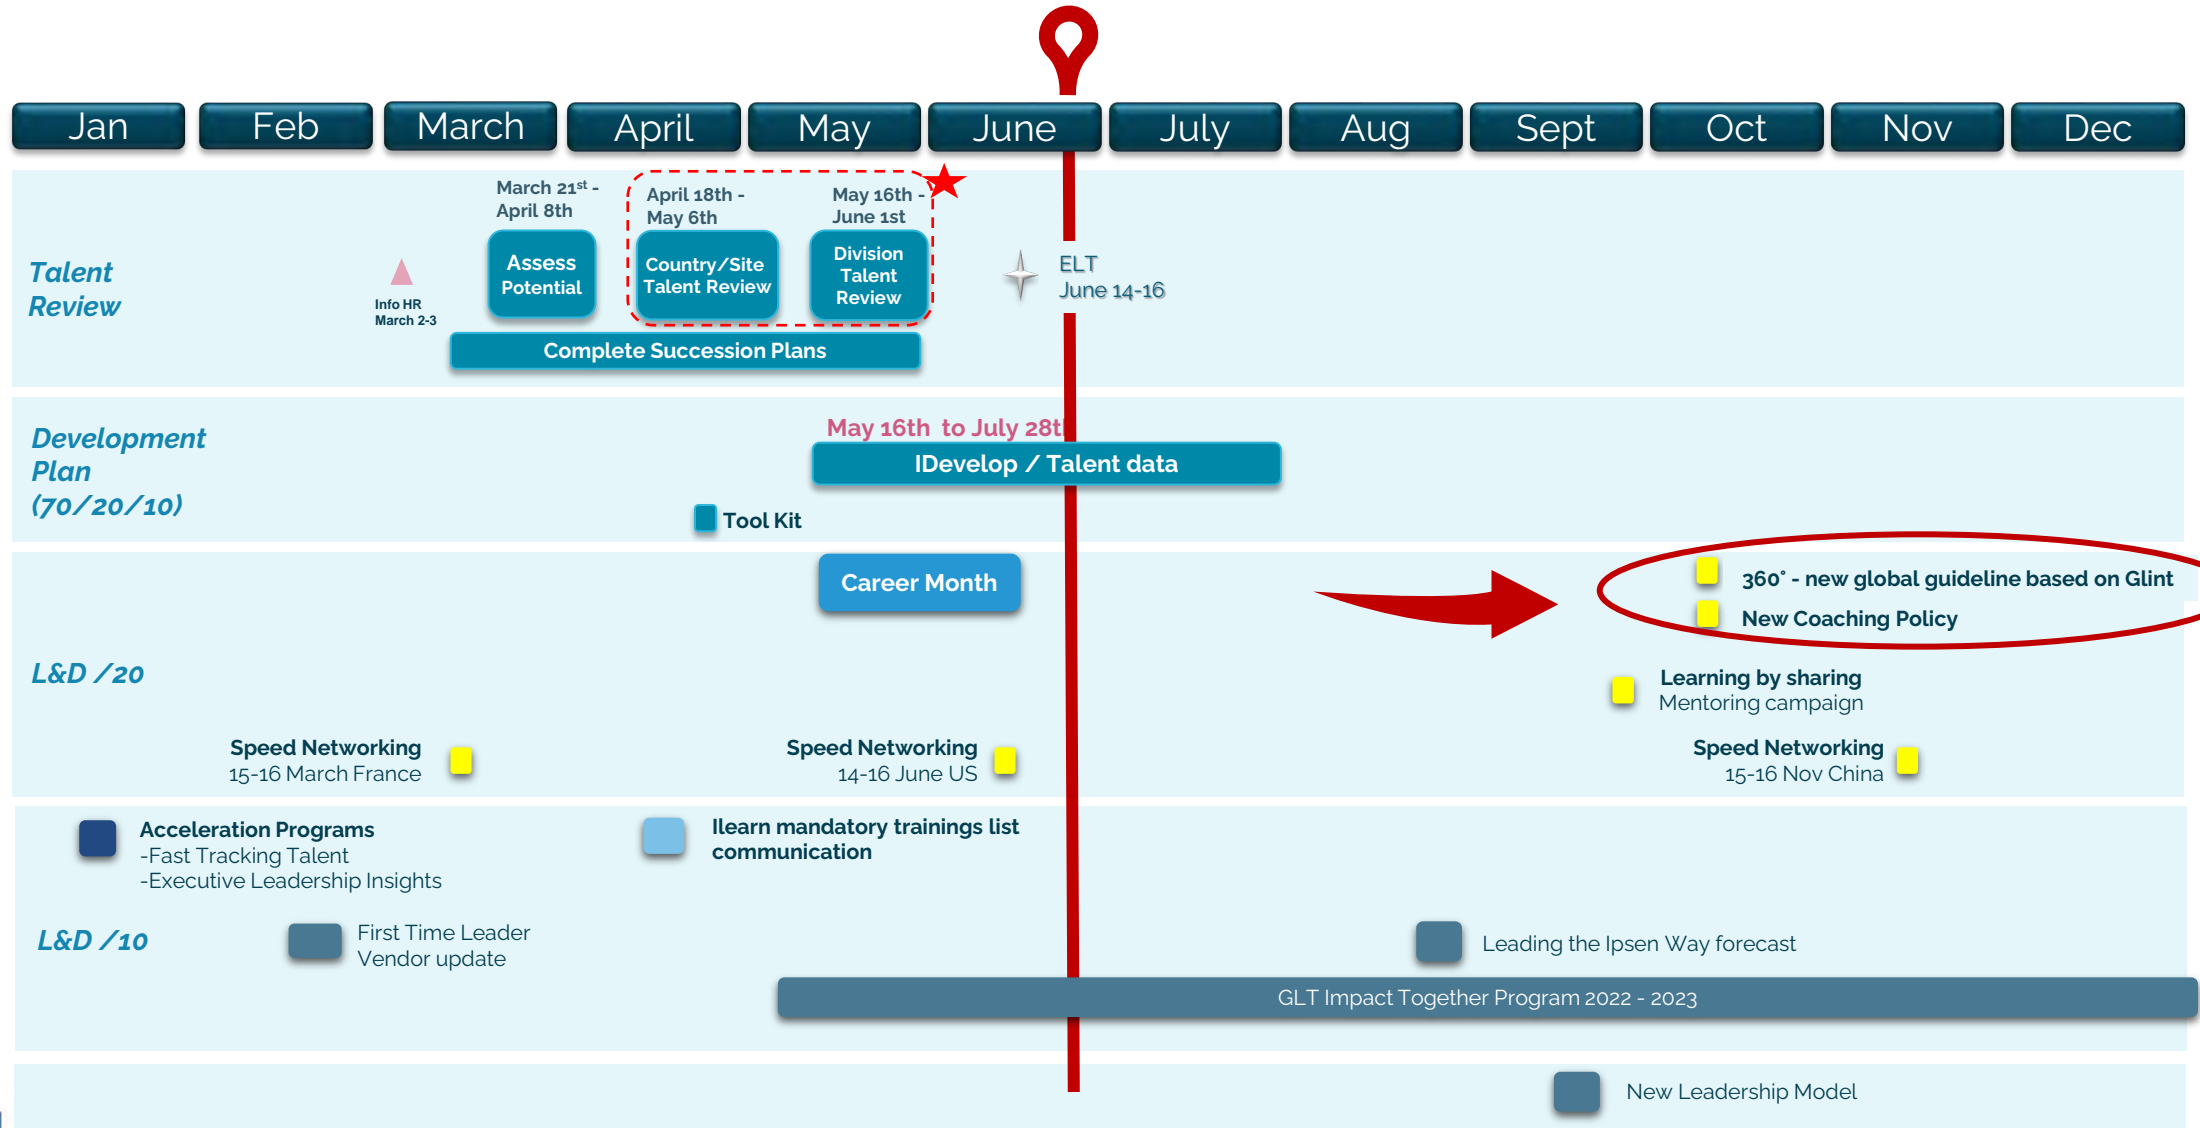 Jan Feb March April May June July Aug Sept Oct Nov Dec
Talent
Review
Info HR
March 2-3
March 21st -
April 8th
Assess
Potential
April 18th -
May 6th
Country/Site
Talent Review
May 16th -
June 1st
Division
Talent
Review
Complete Succession Plans
ELT
June 14-16
Development
Plan
(70/20/10)
May 16th to July 28th
IDevelop / Talent data
Tool Kit
L&D /20
Career Month
360° - new global guideline based on Glint
New Coaching Policy
Learning by sharing
Mentoring campaign
Speed Networking
15-16 March France
Speed Networking
14-16 June US
Speed Networking
15-16 Nov China
L&D /10
Acceleration Programs
-Fast Tracking Talent
-Executive Leadership Insights
Ilearn mandatory trainings list
communication
First Time Leader
Vendor update
Leading the Ipsen Way forecast
GLT Impact Together Program 2022 - 2023
New Leadership Model